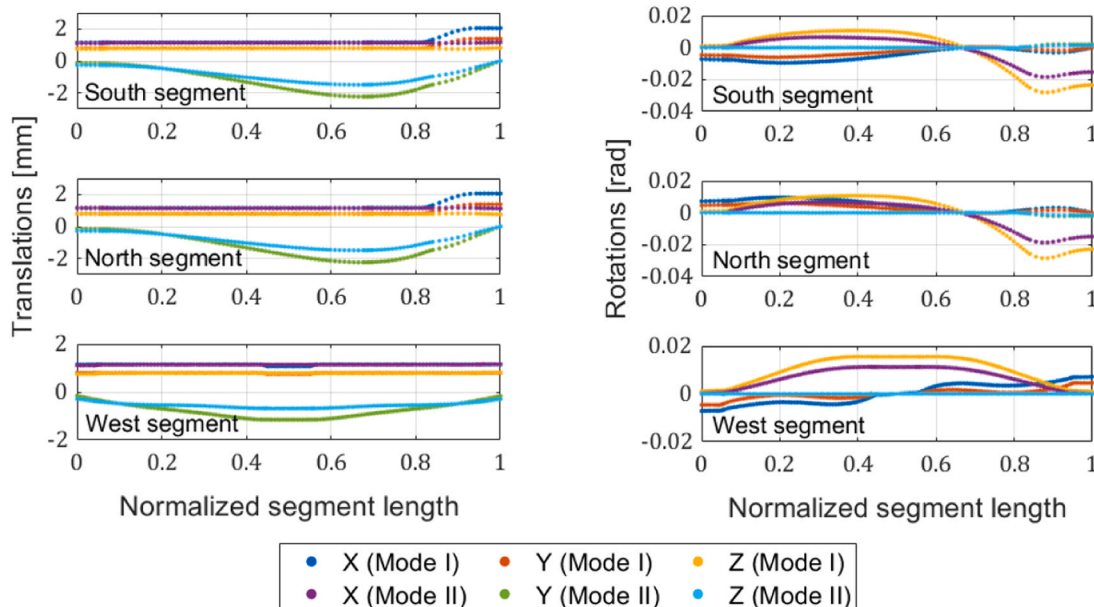 Translations [mm]
2
0
-2
South segment
0 0.2 0.4 0.6 0.8 1
2
0
-2
North segment
0 0.2 0.4 0.6 0.8 1
2
0
-2
West segment
0 0.2 0.4 0.6 0.8 1
Normalized segment length
Rotations [rad]
0.02
0
-0.02
-0.04
South segment
0 0.2 0.4 0.6 0.8 1
0.02
0
-0.02
-0.04
North segment
0 0.2 0.4 0.6 0.8 1
0.02
0
-0.02
West segment
0 0.2 0.4 0.6 0.8 1
Normalized segment length
X (Mode I) Y (Mode I) Z (Mode I)
X (Mode II) Y (Mode II) Z (Mode II)